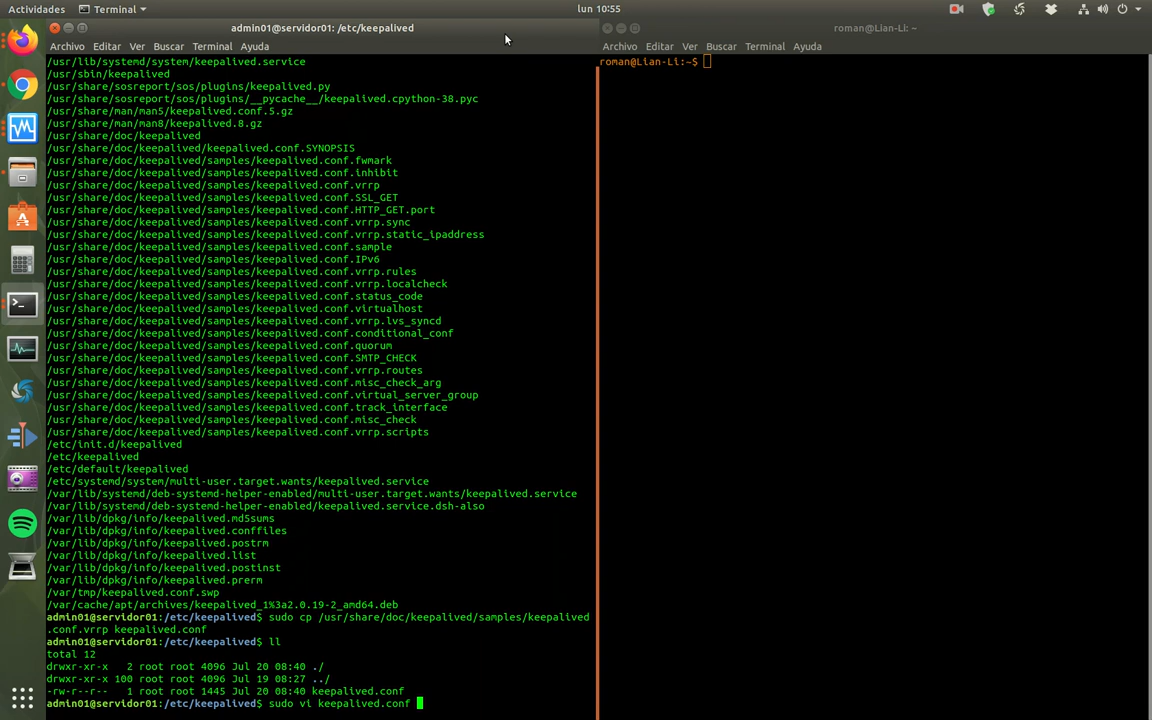 Actividades Terminal lun 10:55
admin01@servidor01: /etc/keepalived
Archivo Editar Ver Buscar Terminal Ayuda
/usr/lib/systemd/system/keepalived.service
/usr/sbin/keepalived
/usr/share/sosreport/sos/plugins/keepalived.py
/usr/share/sosreport/sos/plugins/__pycache__/keepalived.cpython-38.pyc
/usr/share/man/man5/keepalived.conf.5.gz
/usr/share/man/man8/keepalived.8.gz
/usr/share/doc/keepalived
/usr/share/doc/keepalived/keepalived.conf.SYNOPSIS
/usr/share/doc/keepalived/samples/keepalived.conf.fwmark
/usr/share/doc/keepalived/samples/keepalived.conf.inhibit
/usr/share/doc/keepalived/samples/keepalived.conf.vrrp
/usr/share/doc/keepalived/samples/keepalived.conf.SSL_GET
/usr/share/doc/keepalived/samples/keepalived.conf.HTTP_GET.port
/usr/share/doc/keepalived/samples/keepalived.conf.vrrp.sync
/usr/share/doc/keepalived/samples/keepalived.conf.vrrp.static_ipaddress
/usr/share/doc/keepalived/samples/keepalived.conf.sample
/usr/share/doc/keepalived/samples/keepalived.conf.IPv6
/usr/share/doc/keepalived/samples/keepalived.conf.vrrp.rules
/usr/share/doc/keepalived/samples/keepalived.conf.vrrp.localcheck
/usr/share/doc/keepalived/samples/keepalived.conf.status_code
/usr/share/doc/keepalived/samples/keepalived.conf.virtualhost
/usr/share/doc/keepalived/samples/keepalived.conf.vrrp.lvs_syncd
/usr/share/doc/keepalived/samples/keepalived.conf.conditional_conf
/usr/share/doc/keepalived/samples/keepalived.conf.quorum
/usr/share/doc/keepalived/samples/keepalived.conf.SMTP_CHECK
/usr/share/doc/keepalived/samples/keepalived.conf.vrrp.routes
/usr/share/doc/keepalived/samples/keepalived.conf.misc_check_arg
/usr/share/doc/keepalived/samples/keepalived.conf.virtual_server_group
/usr/share/doc/keepalived/samples/keepalived.conf.track_interface
/usr/share/doc/keepalived/samples/keepalived.conf.misc_check
/usr/share/doc/keepalived/samples/keepalived.conf.vrrp.scripts
/etc/init.d/keepalived
/etc/keepalived
/etc/default/keepalived
/etc/systemd/system/multi-user.target.wants/keepalived.service
/var/lib/systemd/deb-systemd-helper-enabled/multi-user.target.wants/keepalived.service
/var/lib/systemd/deb-systemd-helper-enabled/keepalived.service.dsh-also
/var/lib/dpkg/info/keepalived.md5sums
/var/lib/dpkg/info/keepalived.conffiles
/var/lib/dpkg/info/keepalived.postrm
/var/lib/dpkg/info/keepalived.list
/var/lib/dpkg/info/keepalived.postinst
/var/lib/dpkg/info/keepalived.prerm
/var/tmp/keepalived.conf.swp
/var/cache/apt/archives/keepalived_1%3a2.0.19-2_amd64.deb
admin01@servidor01:/etc/keepalived$ sudo cp /usr/share/doc/keepalived/samples/keepalived
.conf.vrrp keepalived.conf
admin01@servidor01:/etc/keepalived$ ll
total 12
drwxr-xr-x 2 root root 4096 Jul 20 08:40 ./
drwxr-xr-x 100 root root 4096 Jul 19 08:27 ../
-rw-r--r-- 1 root root 1445 Jul 20 08:40 keepalived.conf
admin01@servidor01:/etc/keepalived$ sudo vi keepalived.conf
roman@Lian-Li: ~
Archivo Editar Ver Buscar Terminal Ayuda
roman@Lian-Li:~$